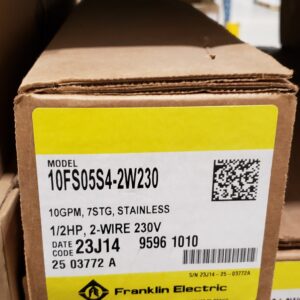 MODEL
10FS05S4-2W230
10GPM, 7STG, STAINLESS
1/2HP, 2-WIRE 230V
DATE CODE 23J14 9596 1010
25 03772 A
S/N 23J14-25-03772A
Franklin Electric